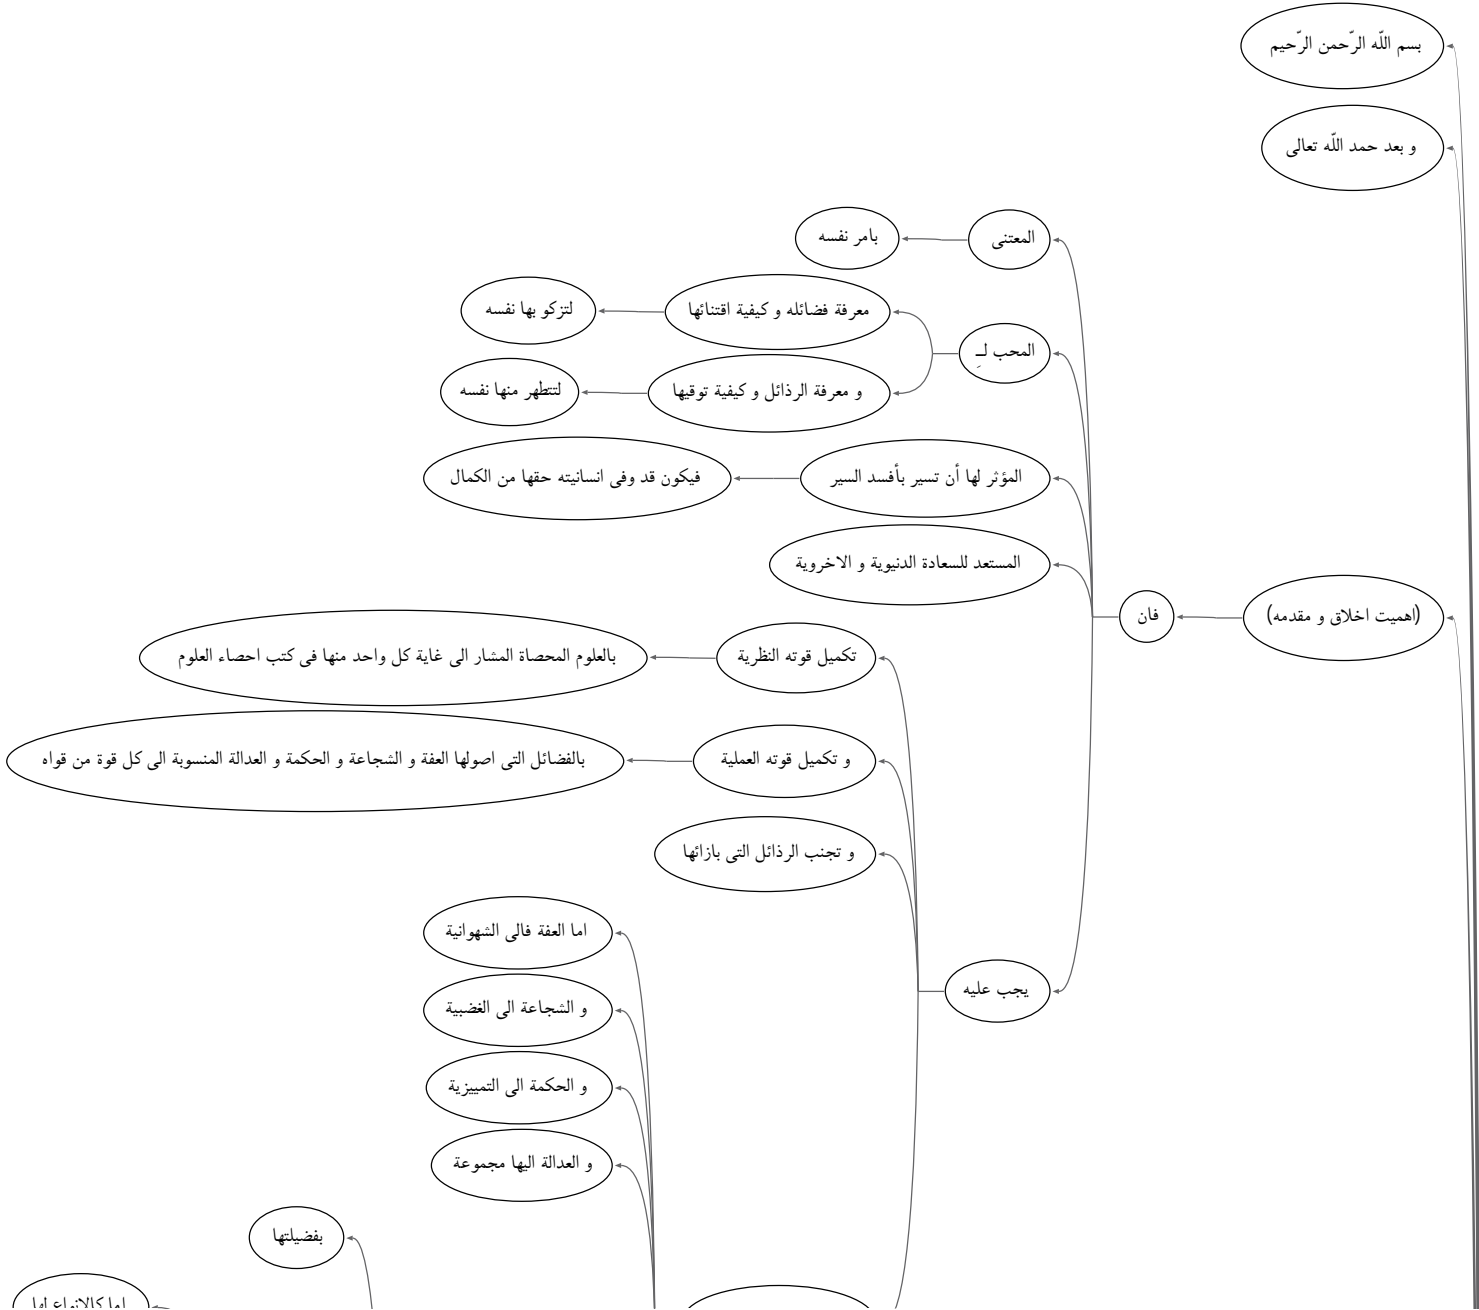 بسم اللّه الرّحمن الرّحیم
و بعد حمد اللّه تعالی
(اهمیت اخلاق و مقدمه)
فان
المعتنی
بامر نفسه
المحب لـِ
معرفة فضائله و کیفیة اقتنائها
لتزکو بها نفسه
و معرفة الرذائل و کیفیة توقیها
لتتطهر منها نفسه
المؤثر لها أن تسیر بأفسد السیر
فیکون قد وفی انسانیته حقها من الکمال
المستعد للسعادة الدنیویة و الاخرویة
یجب علیه
تکمیل قوته النظریة
بالعلوم المحصاة المشار الی غایة کل واحد منها فی کتب احصاء العلوم
و تکمیل قوته العملیة
بالفضائل التی اصولها العفة و الشجاعة و الحکمة و العدالة المنسوبة الی کل قوة من قواه
و تجنب الرذائل التی بازائها
اما العفة فالی الشهوانیة
و الشجاعة الی الغضبیة
و الحکمة الی التمییزیة
و العدالة الیها مجموعة
بفضیلتها
اما کالانواع لها